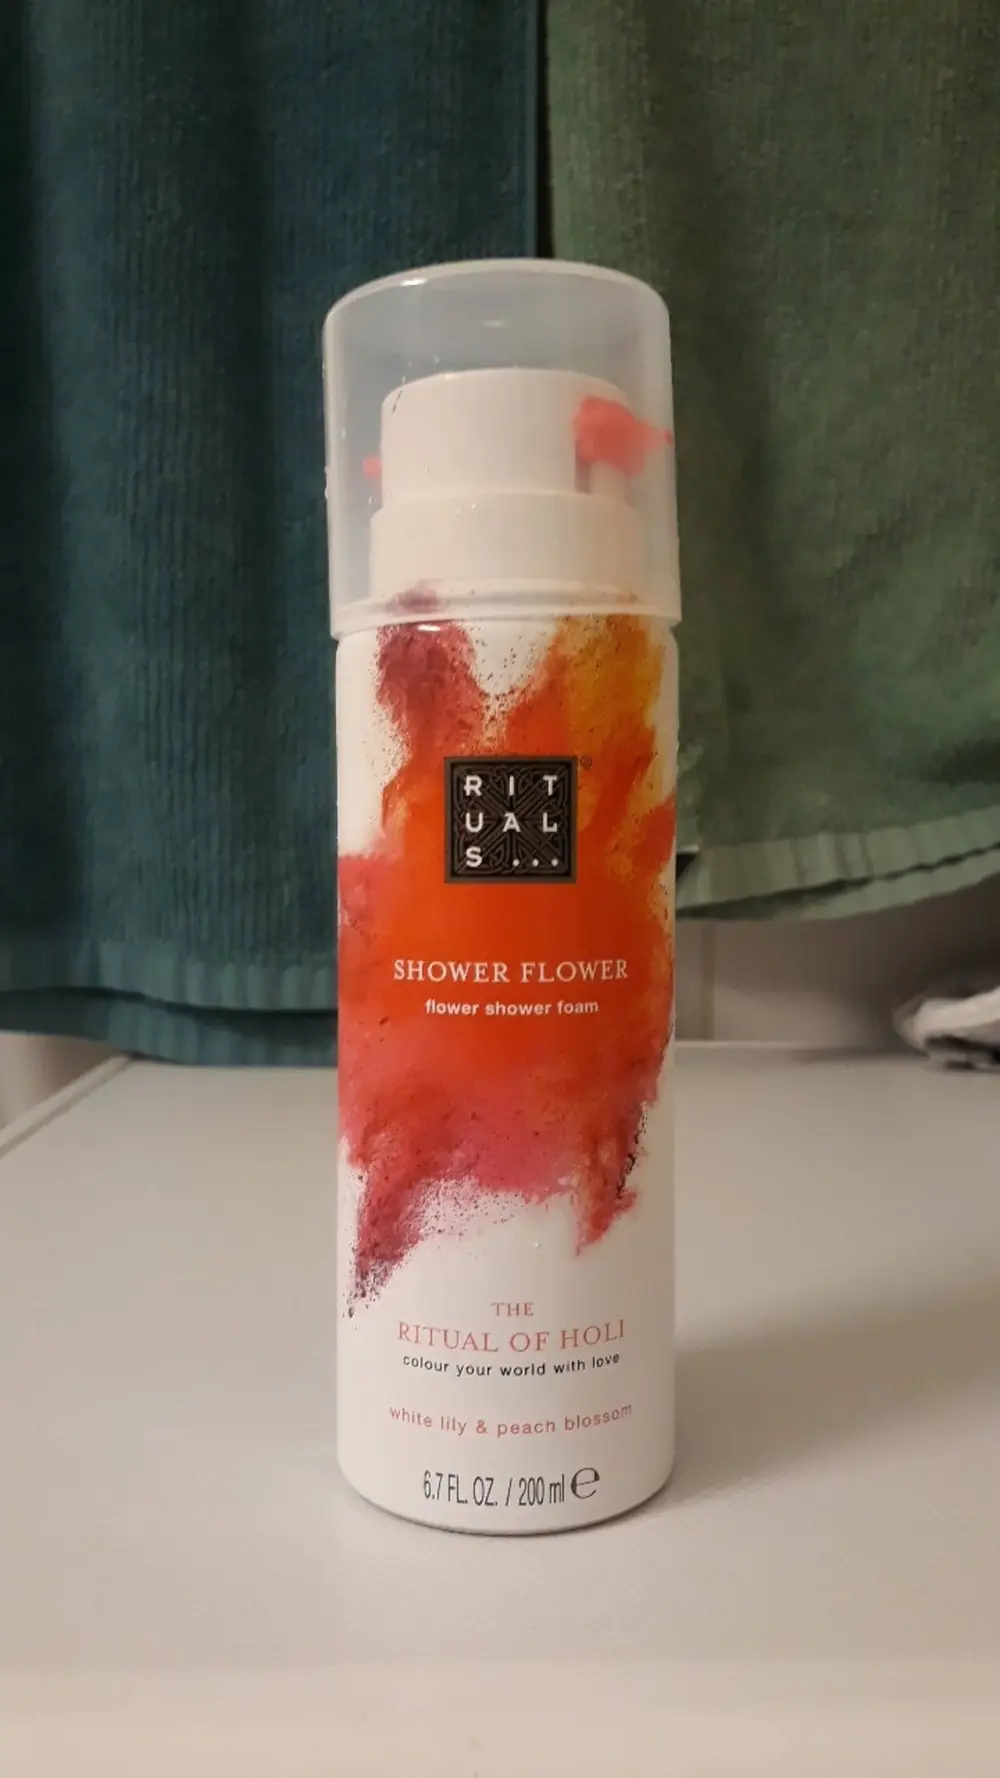 RIT
UAL
S...
®
SHOWER FLOWER
flower shower foam
THE
RITUAL OF HOLI
colour your world with love
white lily & peach blossom
6.7 FL. OZ. / 200 ml ℮